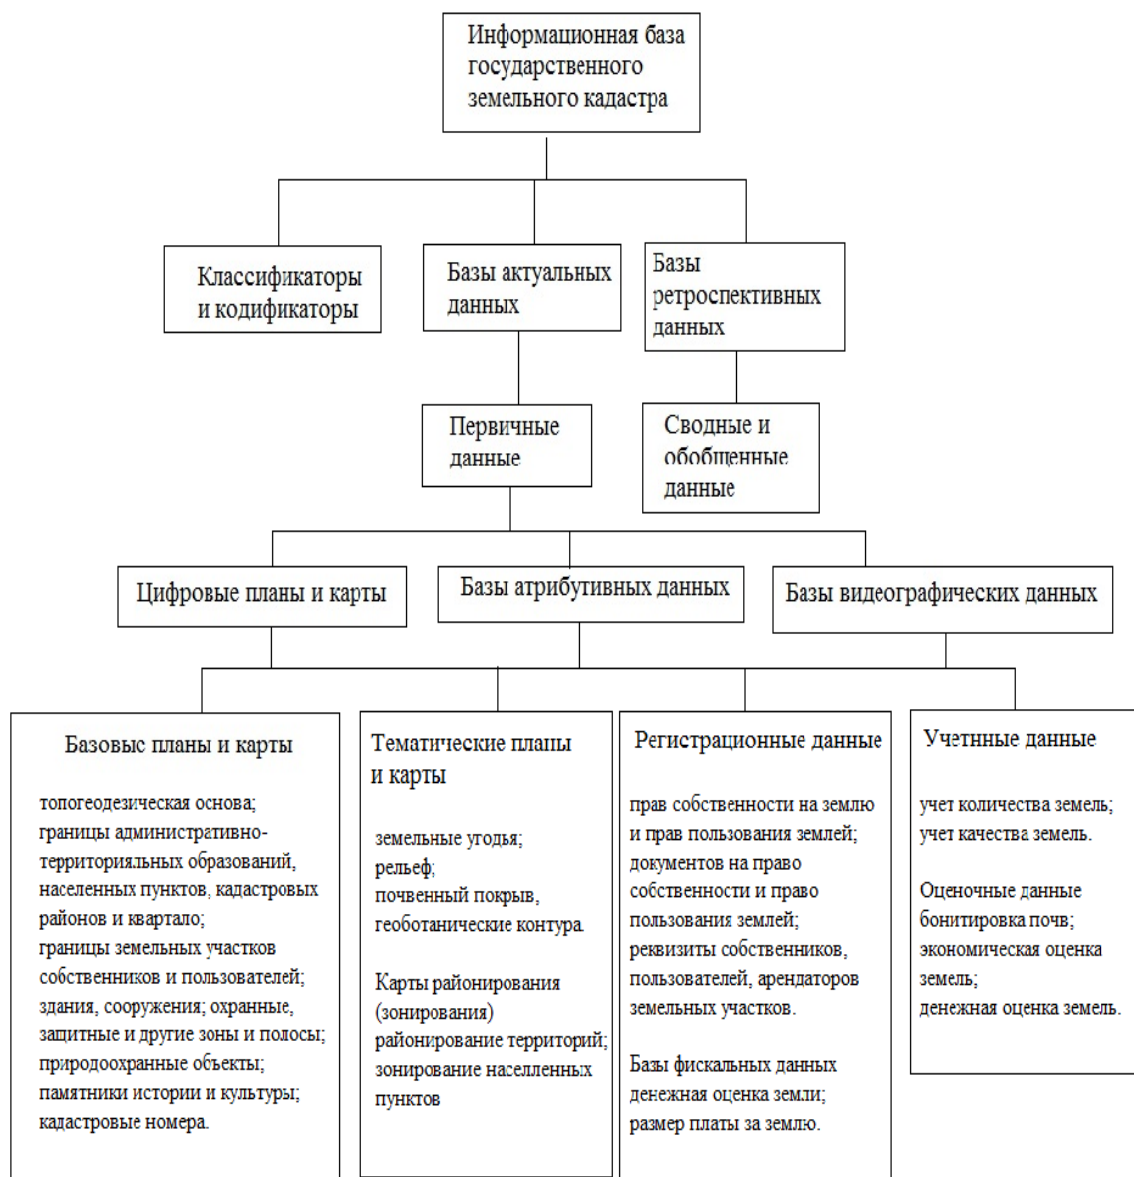 Информационная база
государственного
земельного кадастра
Классификаторы
и кодификаторы
Базы актуальных
данных
Базы
ретроспективных
данных
Первичные
данные
Сводные и
обобщенные
данные
Цифровые планы и карты
Базы атрибутивных данных
Базы видеографических данных
Базовыс планы и карты
топогеодезическая основа;
границы административно-
территорияльных образований,
населенных пунктов, кадастровых
районов и квартало;
границы земельных участков
собственников и пользователей;
здания, сооружения; охранные,
защитные и другие зоны и полосы;
природоохранные объекты;
памятники истории и культуры;
кадастровые номера.
Тематические планы
и карты
земельные угодья;
рельеф;
почвенный покрыв,
геоботанические контура.
Карты районирования
(зонирования)
районирование территорий;
зонирование населленных
пунктов
Регистрационные данные
прав собственности на землю
и прав пользования землей;
документов на право
собственности и право
пользования землей;
реквизиты собственников,
пользователей, арендаторов
земельных участков.
Базы фискальных данных
денежная оценка земли;
размер платы за землю.
Учетнные данные
учет количества земель;
учет качества земель.
Оценочные данные
бонитировка почв;
экономическая оценка
земель;
денежная оценка земель.